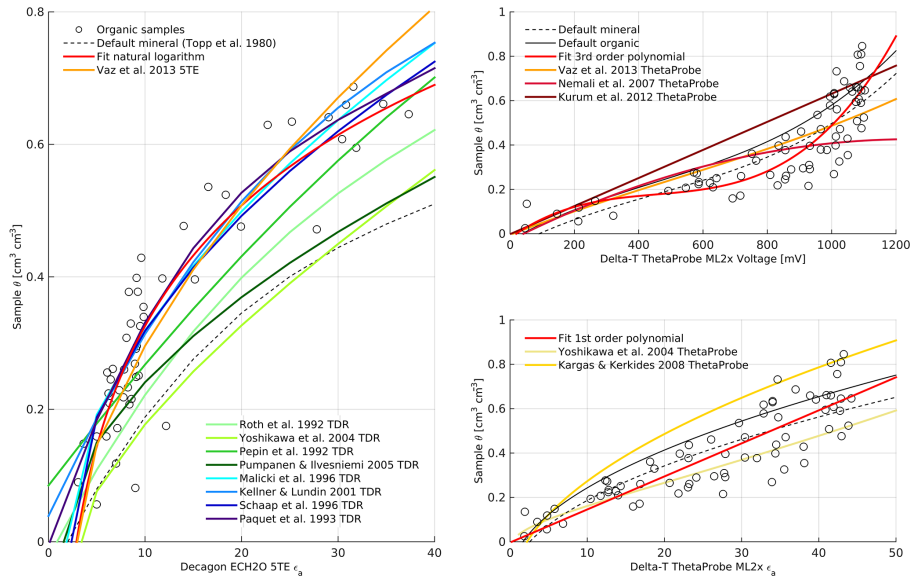 0.8
0.6
0.4
0.2
0
0
10
20
30
40
Sample θ [cm³ cm⁻³]
Decagon ECH2O 5TE ϵa
Organic samples
Default mineral (Topp et al. 1980)
Fit natural logarithm
Vaz et al. 2013 5TE
Roth et al. 1992 TDR
Yoshikawa et al. 2004 TDR
Pepin et al. 1992 TDR
Pumpanen & Ilvesniemi 2005 TDR
Malicki et al. 1996 TDR
Kellner & Lundin 2001 TDR
Schaap et al. 1996 TDR
Paquet et al. 1993 TDR
1
0.8
0.6
0.4
0.2
0
0
200
400
600
800
1000
1200
Sample θ [cm³ cm⁻³]
Delta-T ThetaProbe ML2x Voltage [mV]
Default mineral
Default organic
Fit 3rd order polynomial
Vaz et al. 2013 ThetaProbe
Nemali et al. 2007 ThetaProbe
Kurum et al. 2012 ThetaProbe
1
0.8
0.6
0.4
0.2
0
0
10
20
30
40
50
Sample θ [cm³ cm⁻³]
Delta-T ThetaProbe ML2x ϵa
Fit 1st order polynomial
Yoshikawa et al. 2004 ThetaProbe
Kargas & Kerkides 2008 ThetaProbe